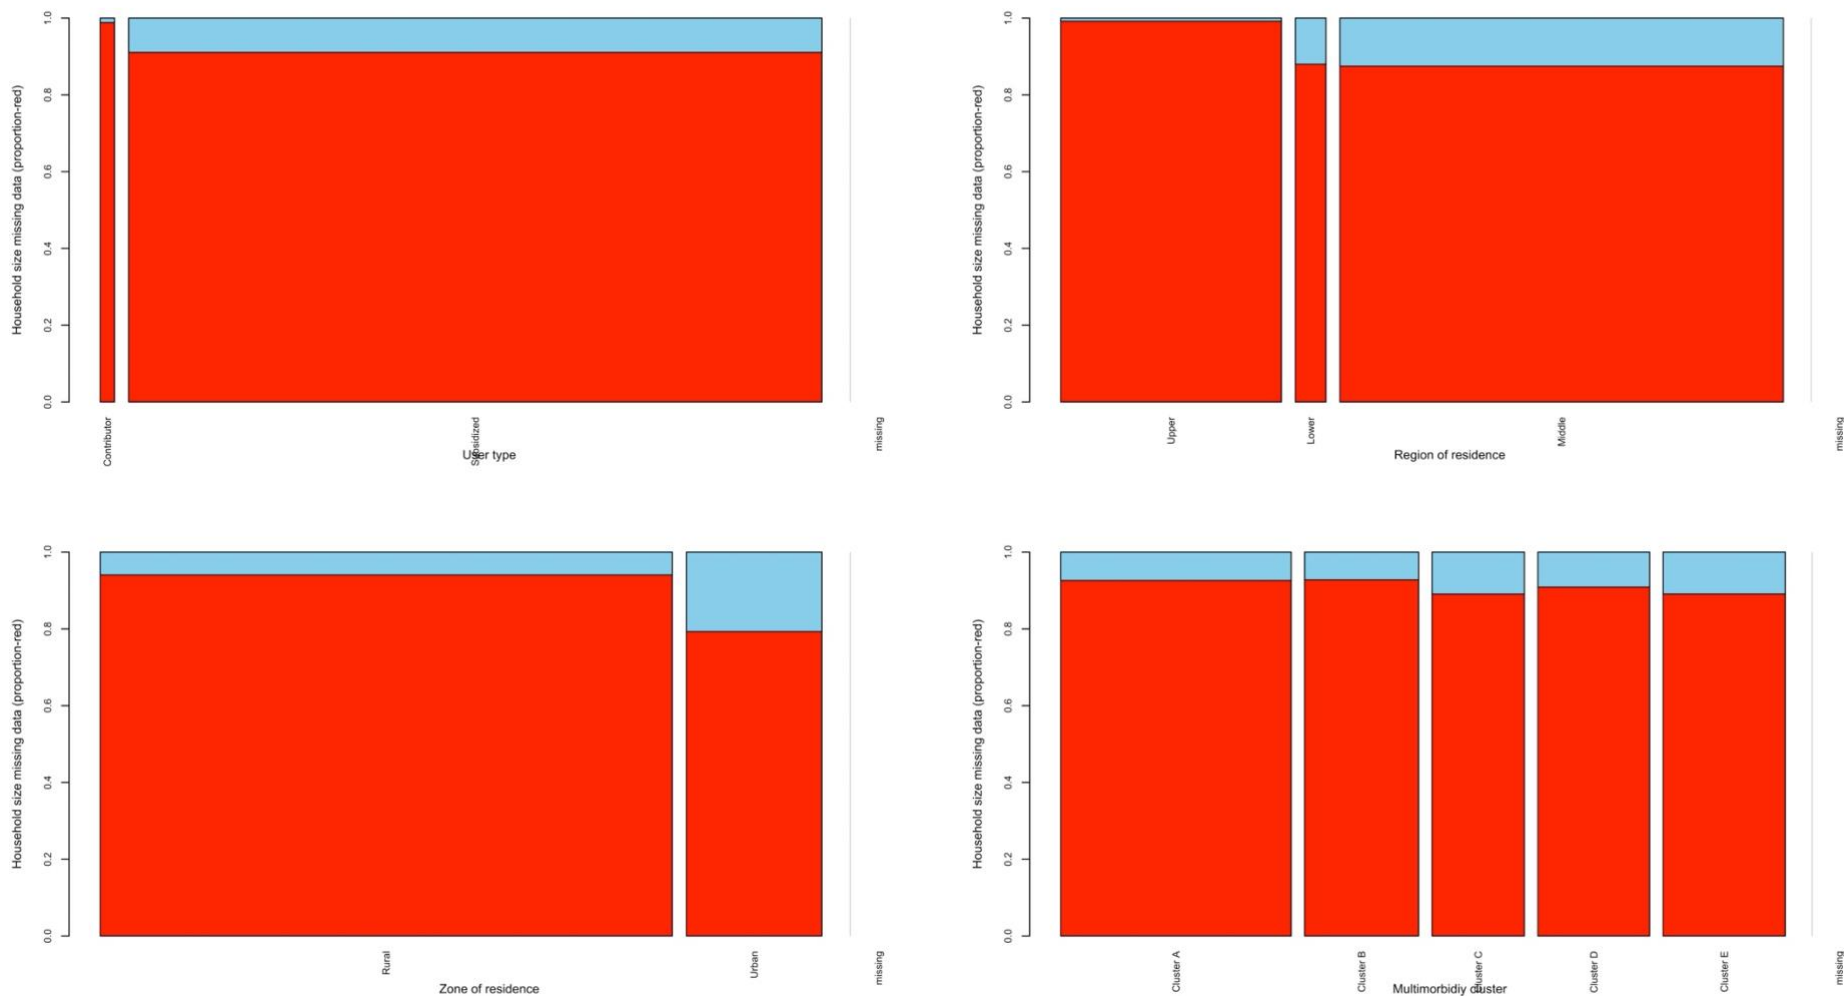 Household size missing data (proportion-red)
1.0
0.8
0.6
0.4
0.2
0.0
Contributor
Subsidized
missing
User type
Household size missing data (proportion-red)
1.0
0.8
0.6
0.4
0.2
0.0
Upper
Lower
Middle
missing
Region of residence
Household size missing data (proportion-red)
1.0
0.8
0.6
0.4
0.2
0.0
Rural
Urban
missing
Zone of residence
Household size missing data (proportion-red)
1.0
0.8
0.6
0.4
0.2
0.0
Cluster A
Cluster B
Cluster C
Cluster D
Cluster E
missing
Multimorbidiy cluster